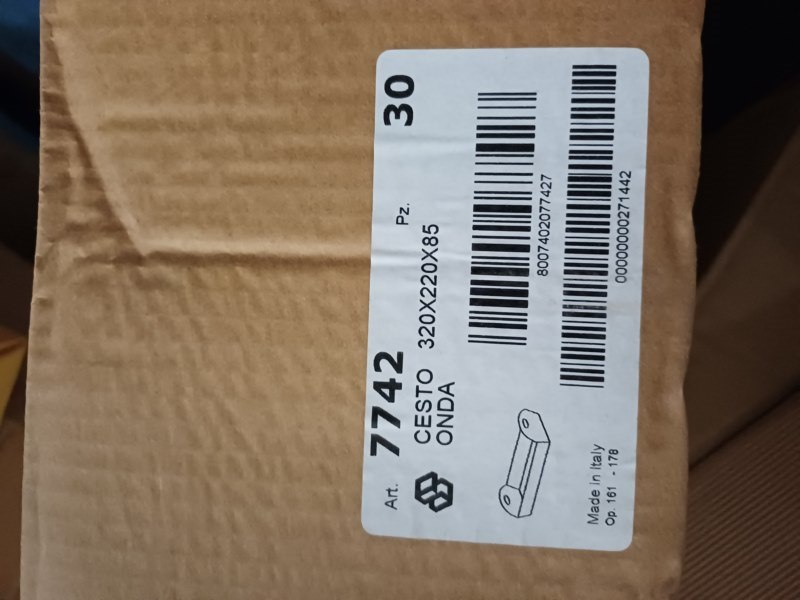 Art. 7742 Pz. 30
CESTO 320X220X85
ONDA
8007402077427
00000000271442
Made in Italy
Op. 161 - 178